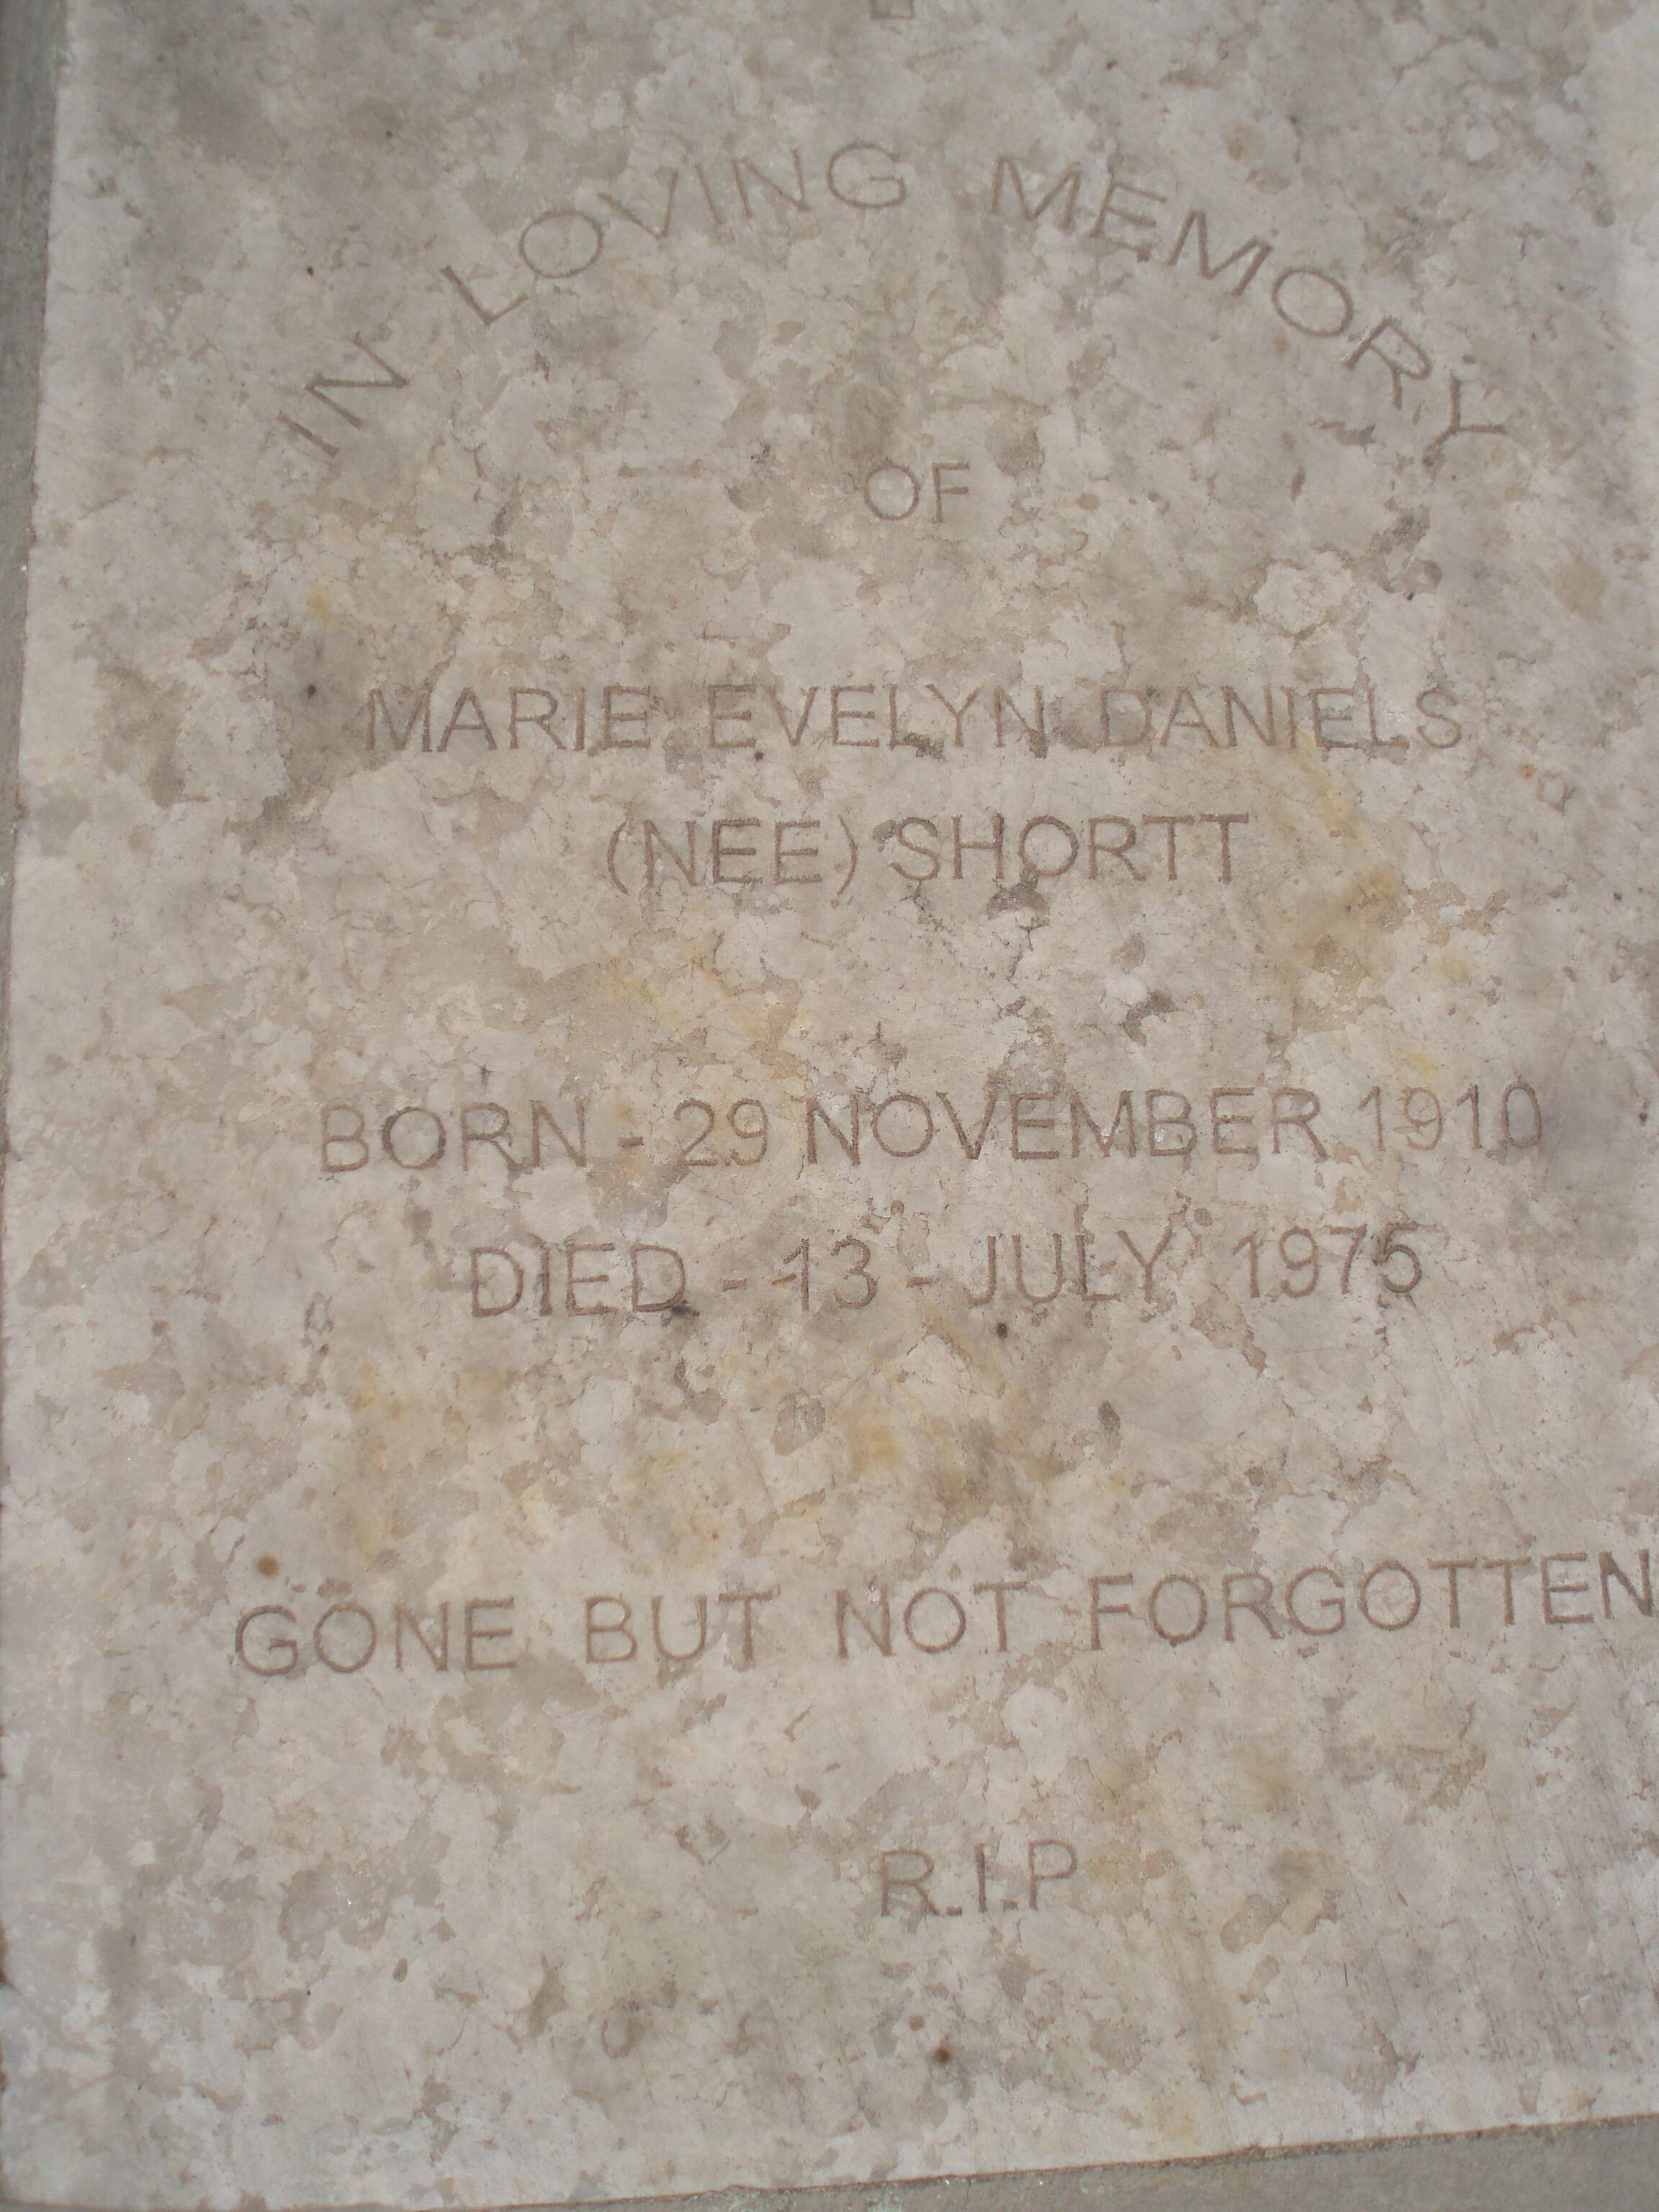 IN LOVING MEMORY
OF
MARIE EVELYN DANIELS
(NEE) SHORTT
BORN - 29 NOVEMBER 1910
DIED - 13 - JULY 1975
GONE BUT NOT FORGOTTEN
R.I.P